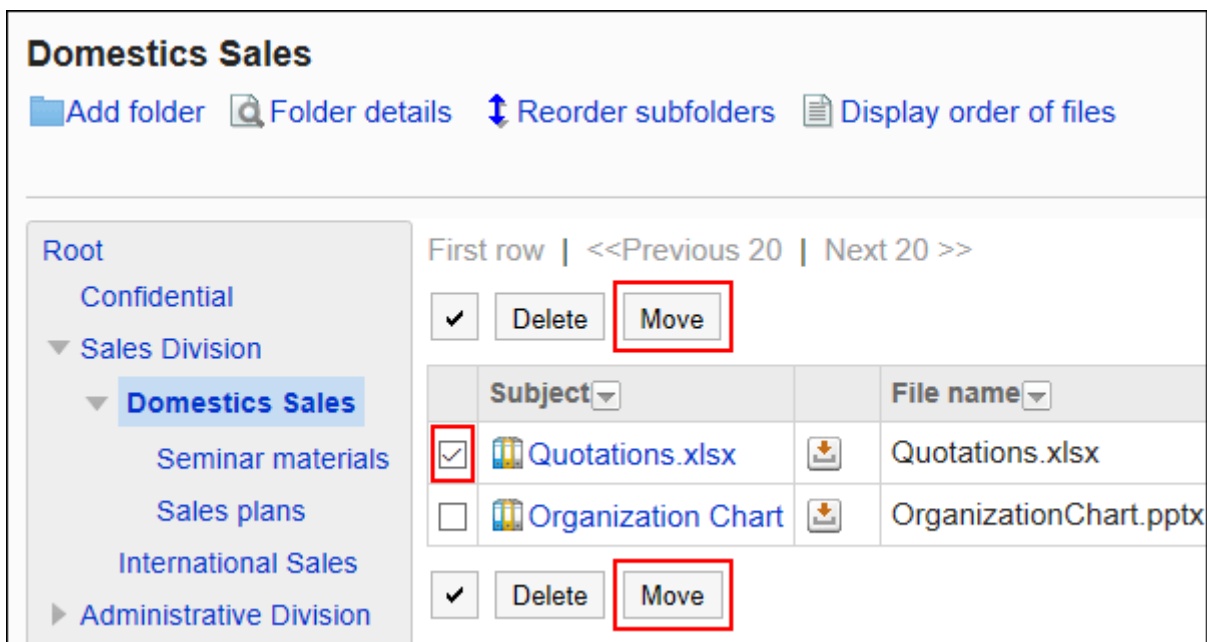 Domestics Sales
Add folder Folder details Reorder subfolders Display order of files
Root
Confidential
Sales Division
Domestics Sales
Seminar materials
Sales plans
International Sales
Administrative Division
First row | <<Previous 20 | Next 20 >>
Delete Move
Subject File name
Quotations.xlsx Quotations.xlsx
Organization Chart OrganizationChart.pptx
Delete Move